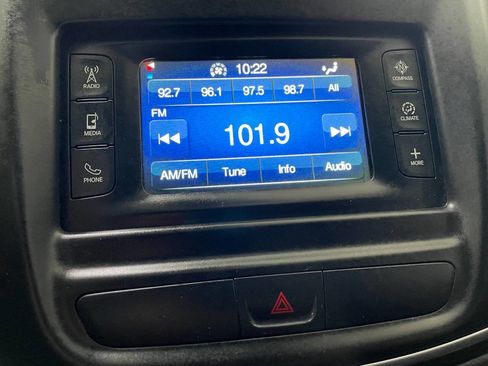 10:22
92.7 96.1 97.5 98.7 All
FM
101.9
AM/FM Tune Info Audio
RADIO
MEDIA
PHONE
N
COMPASS
CLIMATE
+
MORE